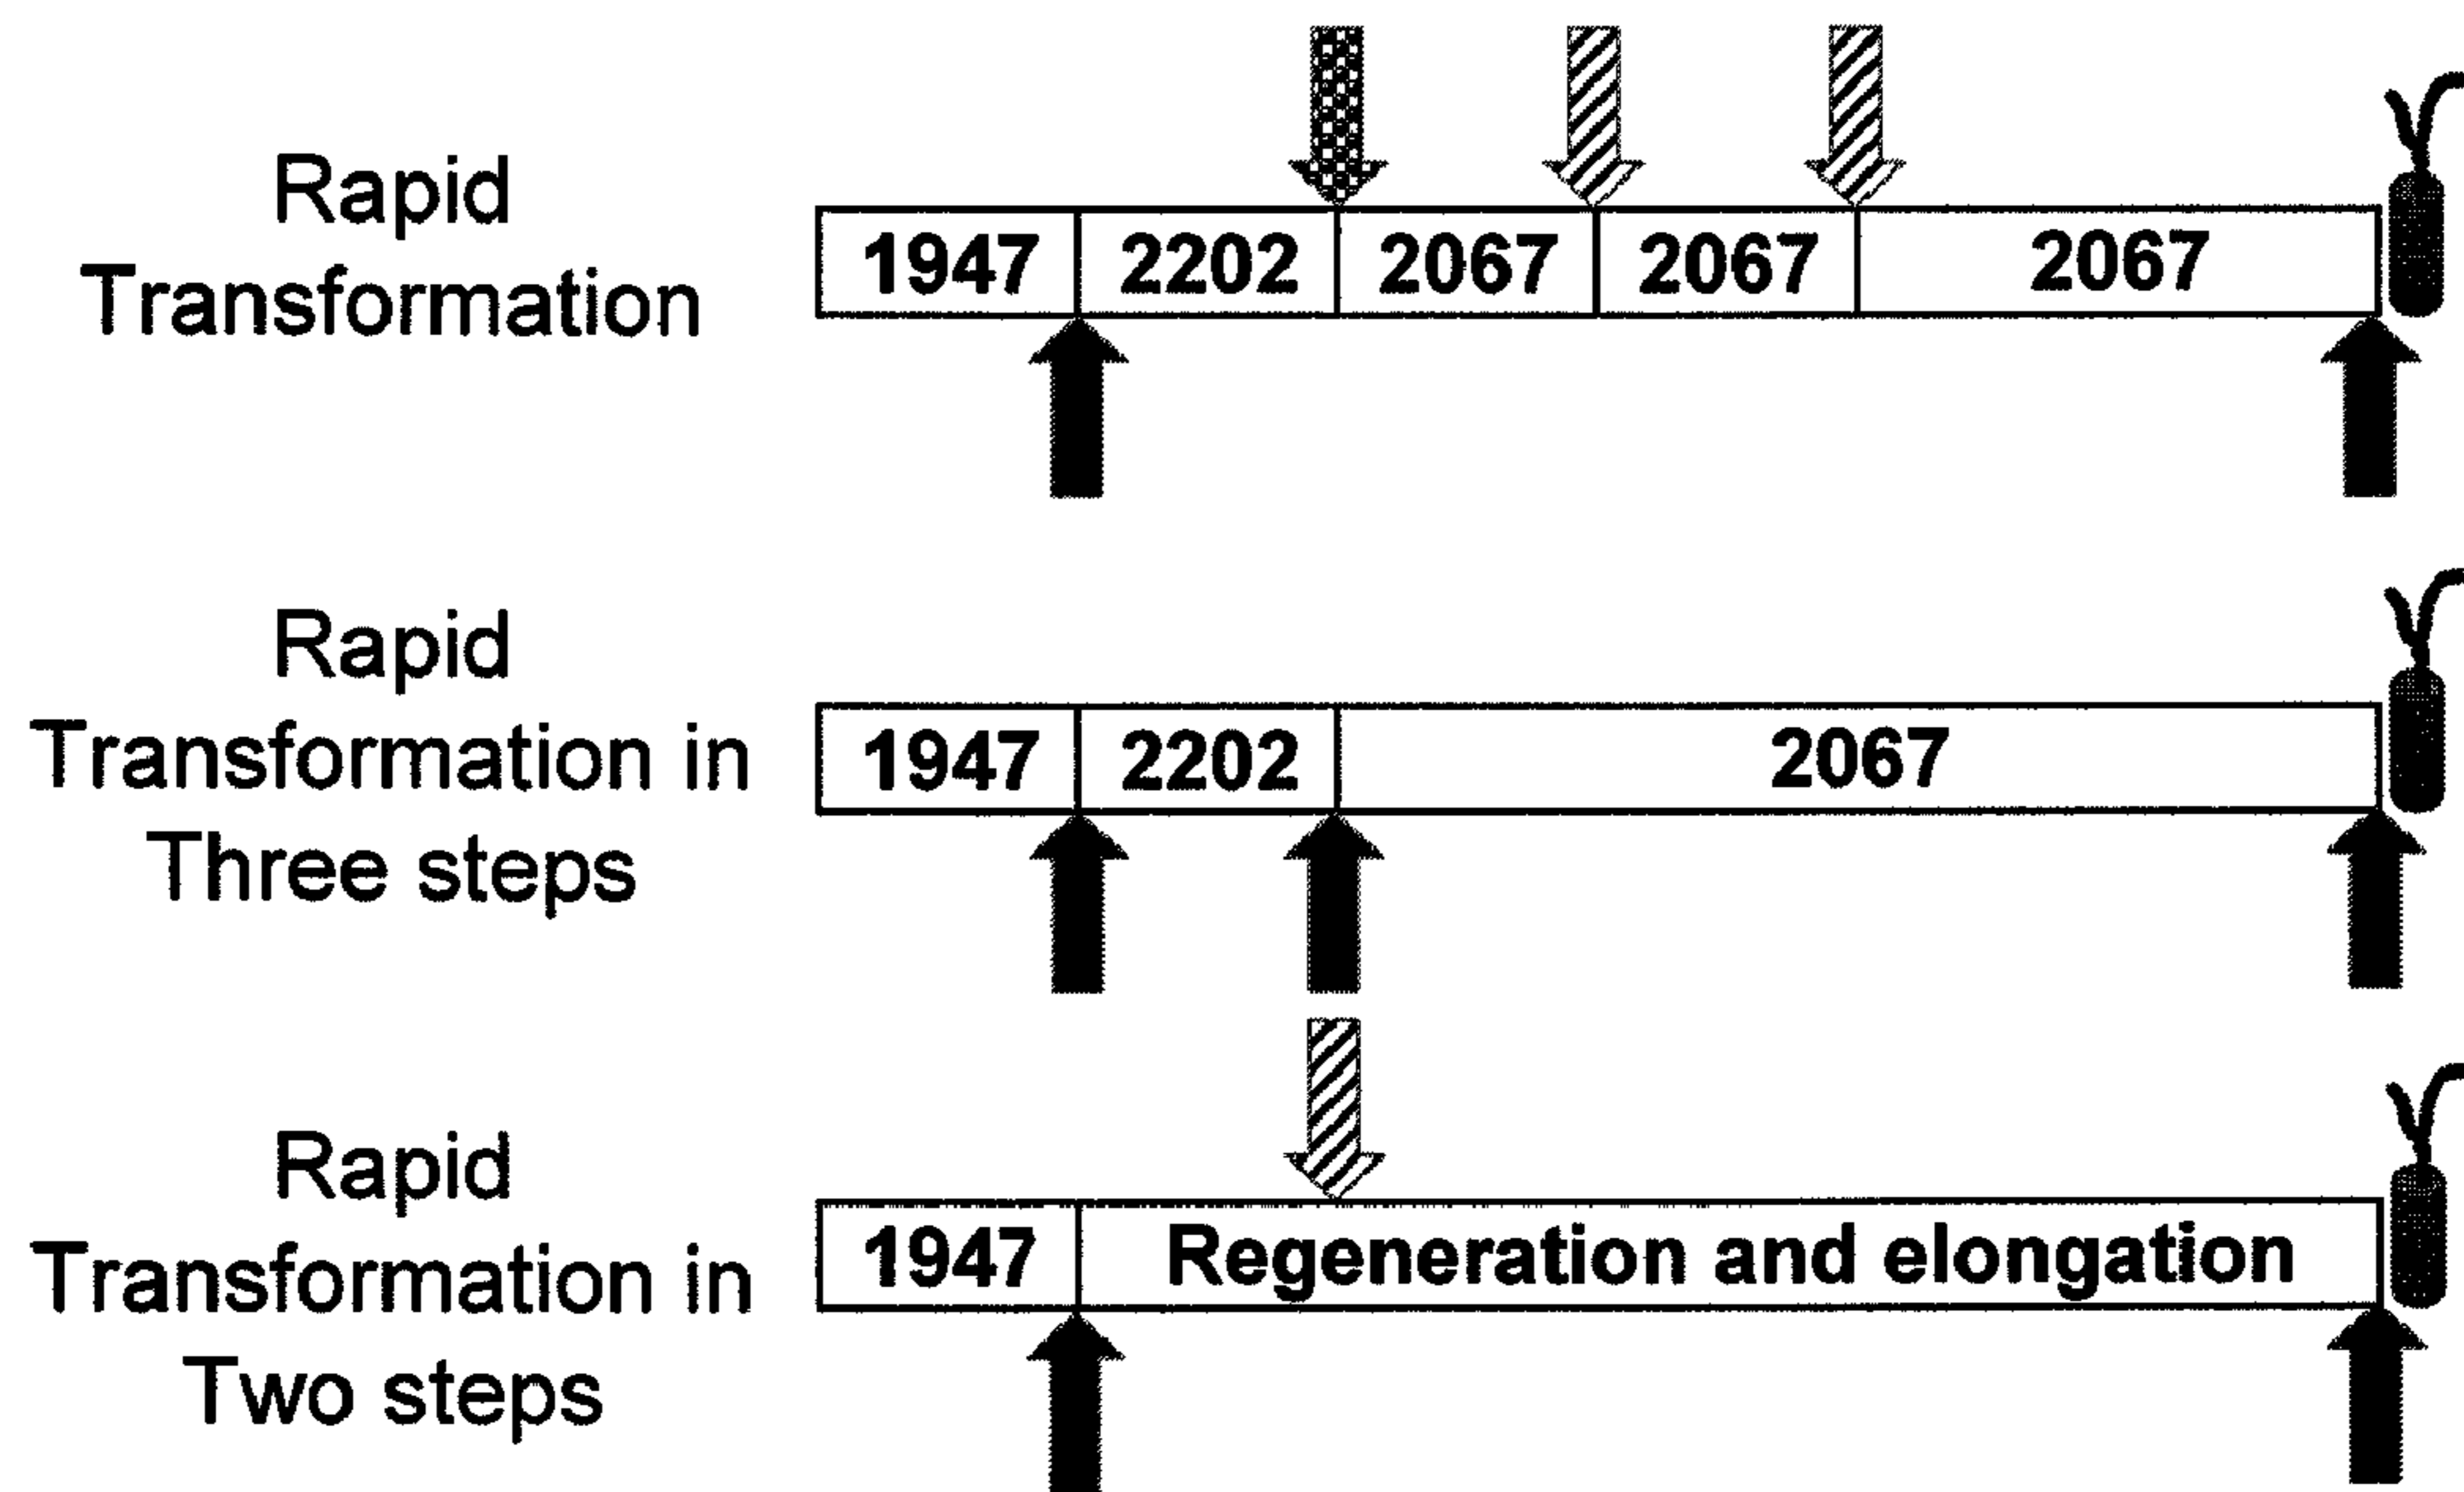 Rapid
Transformation
1947 2202 2067 2067 2067
Rapid
Transformation in
Three steps
1947 2202 2067
Rapid
Transformation in
Two steps
1947 Regeneration and elongation